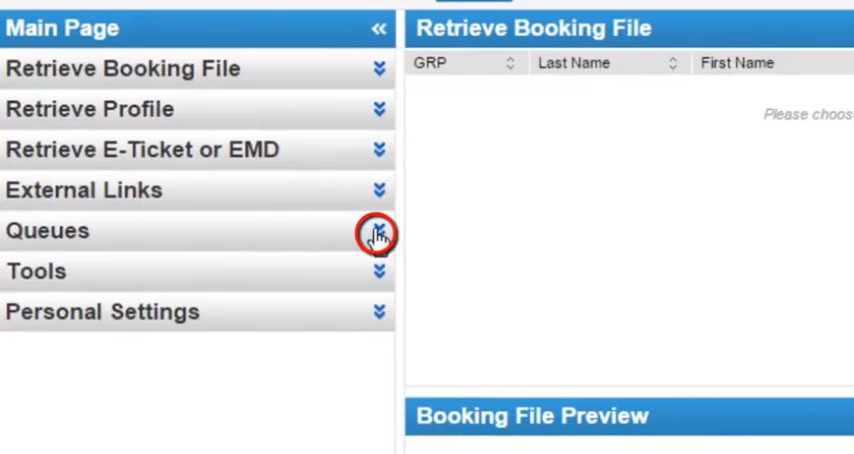 Main Page
Retrieve Booking File
Retrieve Profile
Retrieve E-Ticket or EMD
External Links
Queues
Tools
Personal Settings
Retrieve Booking File
GRP Last Name First Name
Please
Booking File Preview